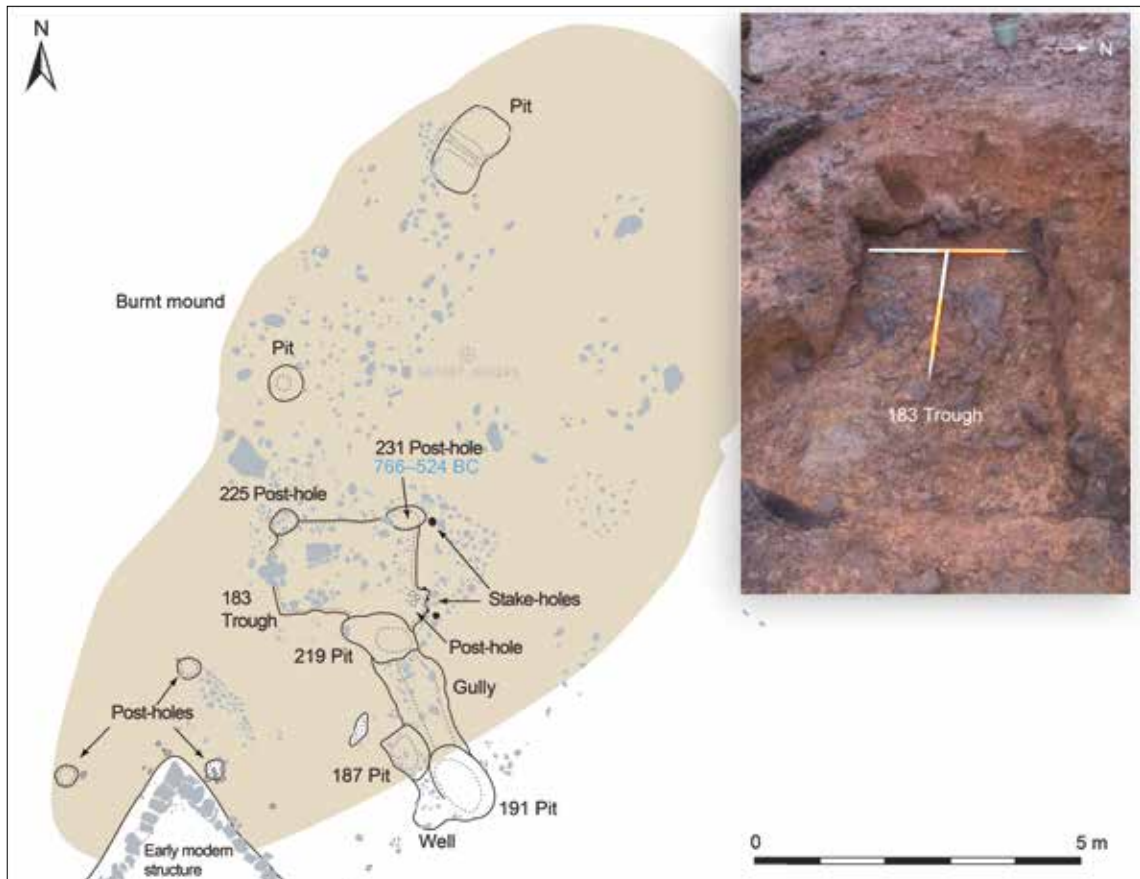 N
Pit
Burnt mound
Pit
231 Post-hole
766–524 BC
225 Post-hole
183
Trough
Stake-holes
Post-hole
219 Pit
Gully
Post-holes
187 Pit
191 Pit
Well
Early modern
structure
N
183 Trough
0
5 m